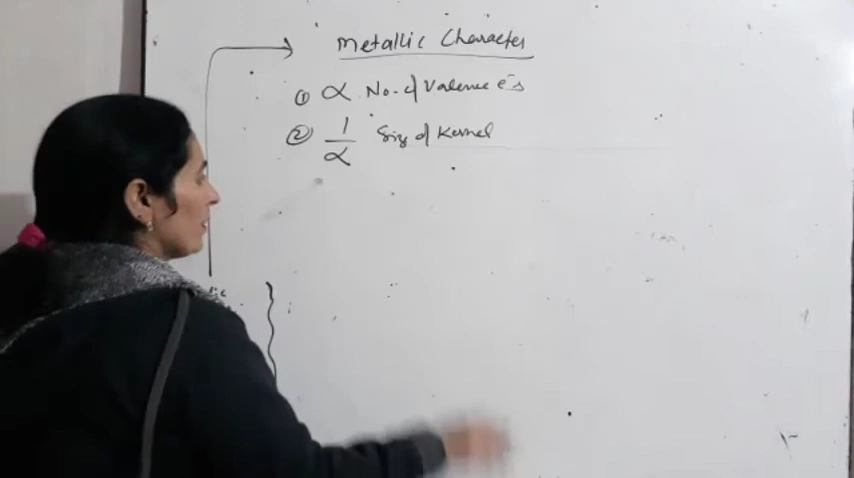 Metallic Character
① ∝ No. of Valence e⁻s
② 1/∝ Size of Kernel